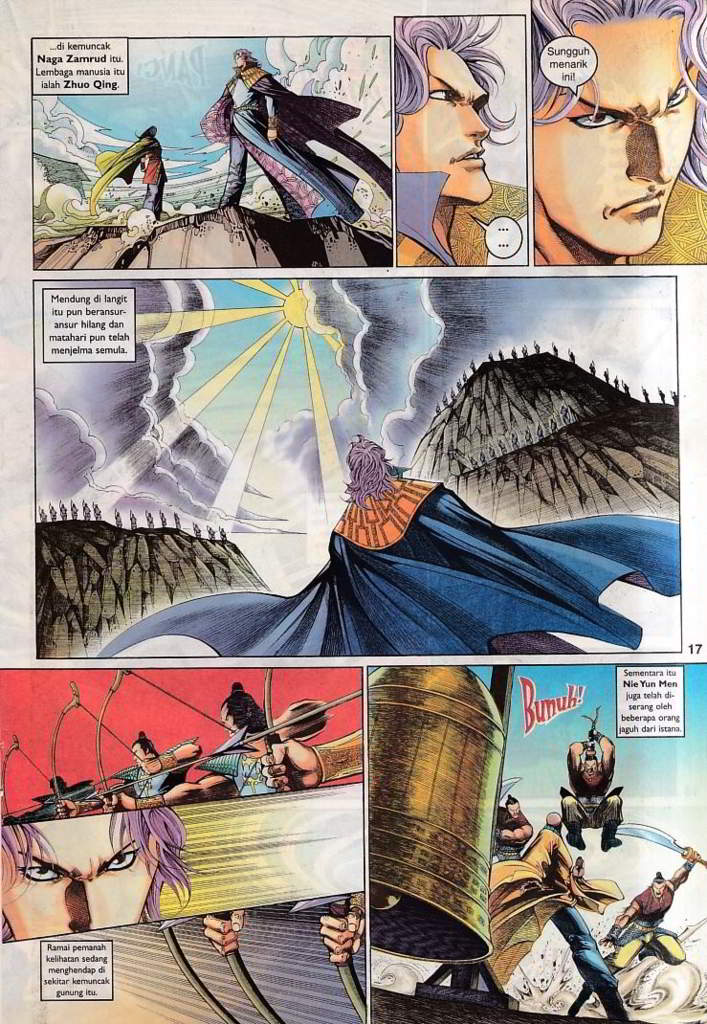 ...di kemuncak
Naga Zamrud itu.
Lembaga manusia itu
ialah Zhuo Qing.
...
...
Sungguh
menarik
ini!
Mendung di langit
itu pun beransur-
ansur hilang dan
matahari pun telah
menjelma semula.
17
Ramai pemanah
kelihatan sedang
menghendap di
sekitar kemuncak
gunung itu.
Bunuh!
Sementara itu
Nie Yun Men
juga telah di-
serang oleh
beberapa orang
jaguh dari istana.